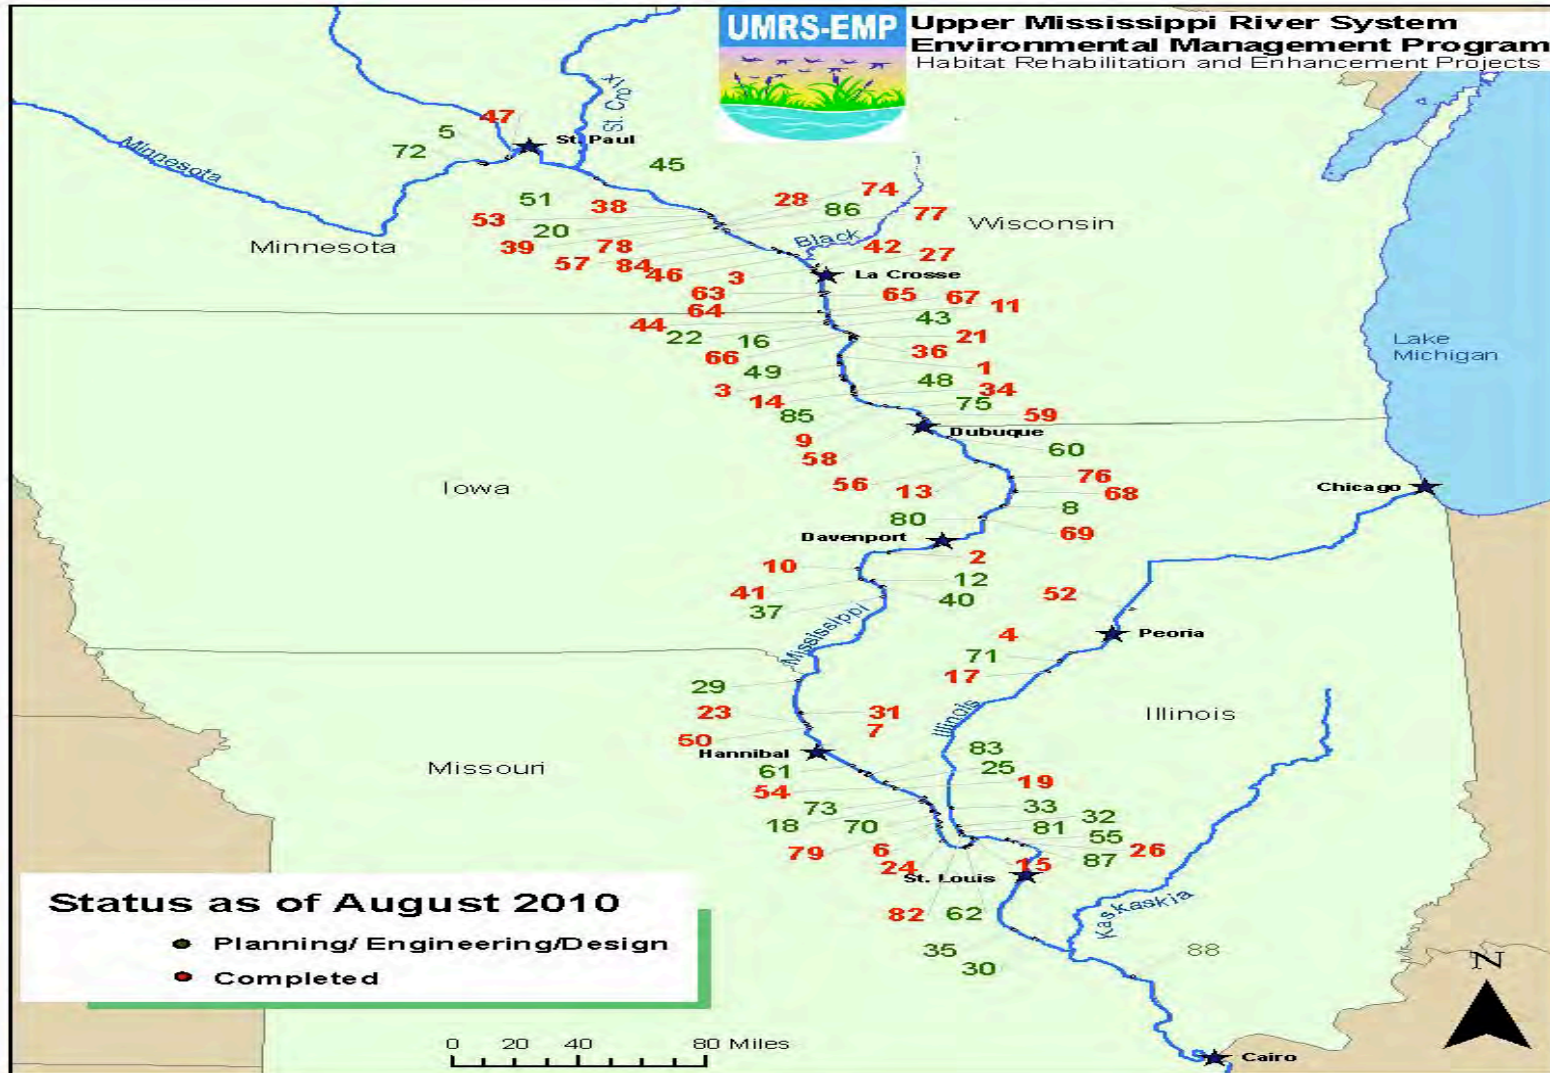 UMRS-EMP
Upper Mississippi River System
Environmental Management Program
Habitat Rehabilitation and Enhancement Projects
47
5
72
St. Paul
St. Croix
Minnesota
45
51
38
28
74
86
77
53
20
39
78
57
84
46
3
Black
42
27
Minnesota
Wisconsin
La Crosse
63
65
67
11
64
44
22
16
43
21
66
36
49
1
3
48
34
14
85
75
59
9
Dubuque
58
60
Lake
Michigan
Iowa
56
13
76
68
Chicago
80
8
Davenport
69
10
2
41
12
52
37
40
Mississippi
4
Peoria
71
17
29
23
31
7
50
Illinois
Illinois
Hannibal
Missouri
61
83
25
54
19
73
33
18
70
32
81
55
79
6
26
24
15
87
St. Louis
82
62
Kaskaskia
35
30
88
Status as of August 2010
Planning/ Engineering/Design
Completed
N
0 20 40 80 Miles
Cairo